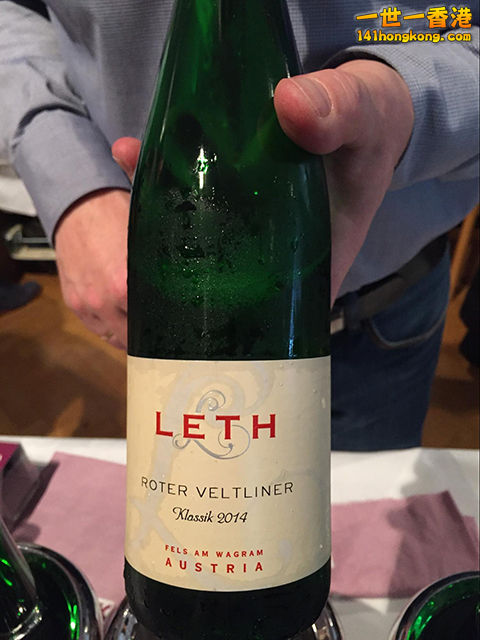 一世一香港
141hongkong.com
LETH
ROTER VELTLINER
Klassik 2014
FELS AM WAGRAM
AUSTRIA